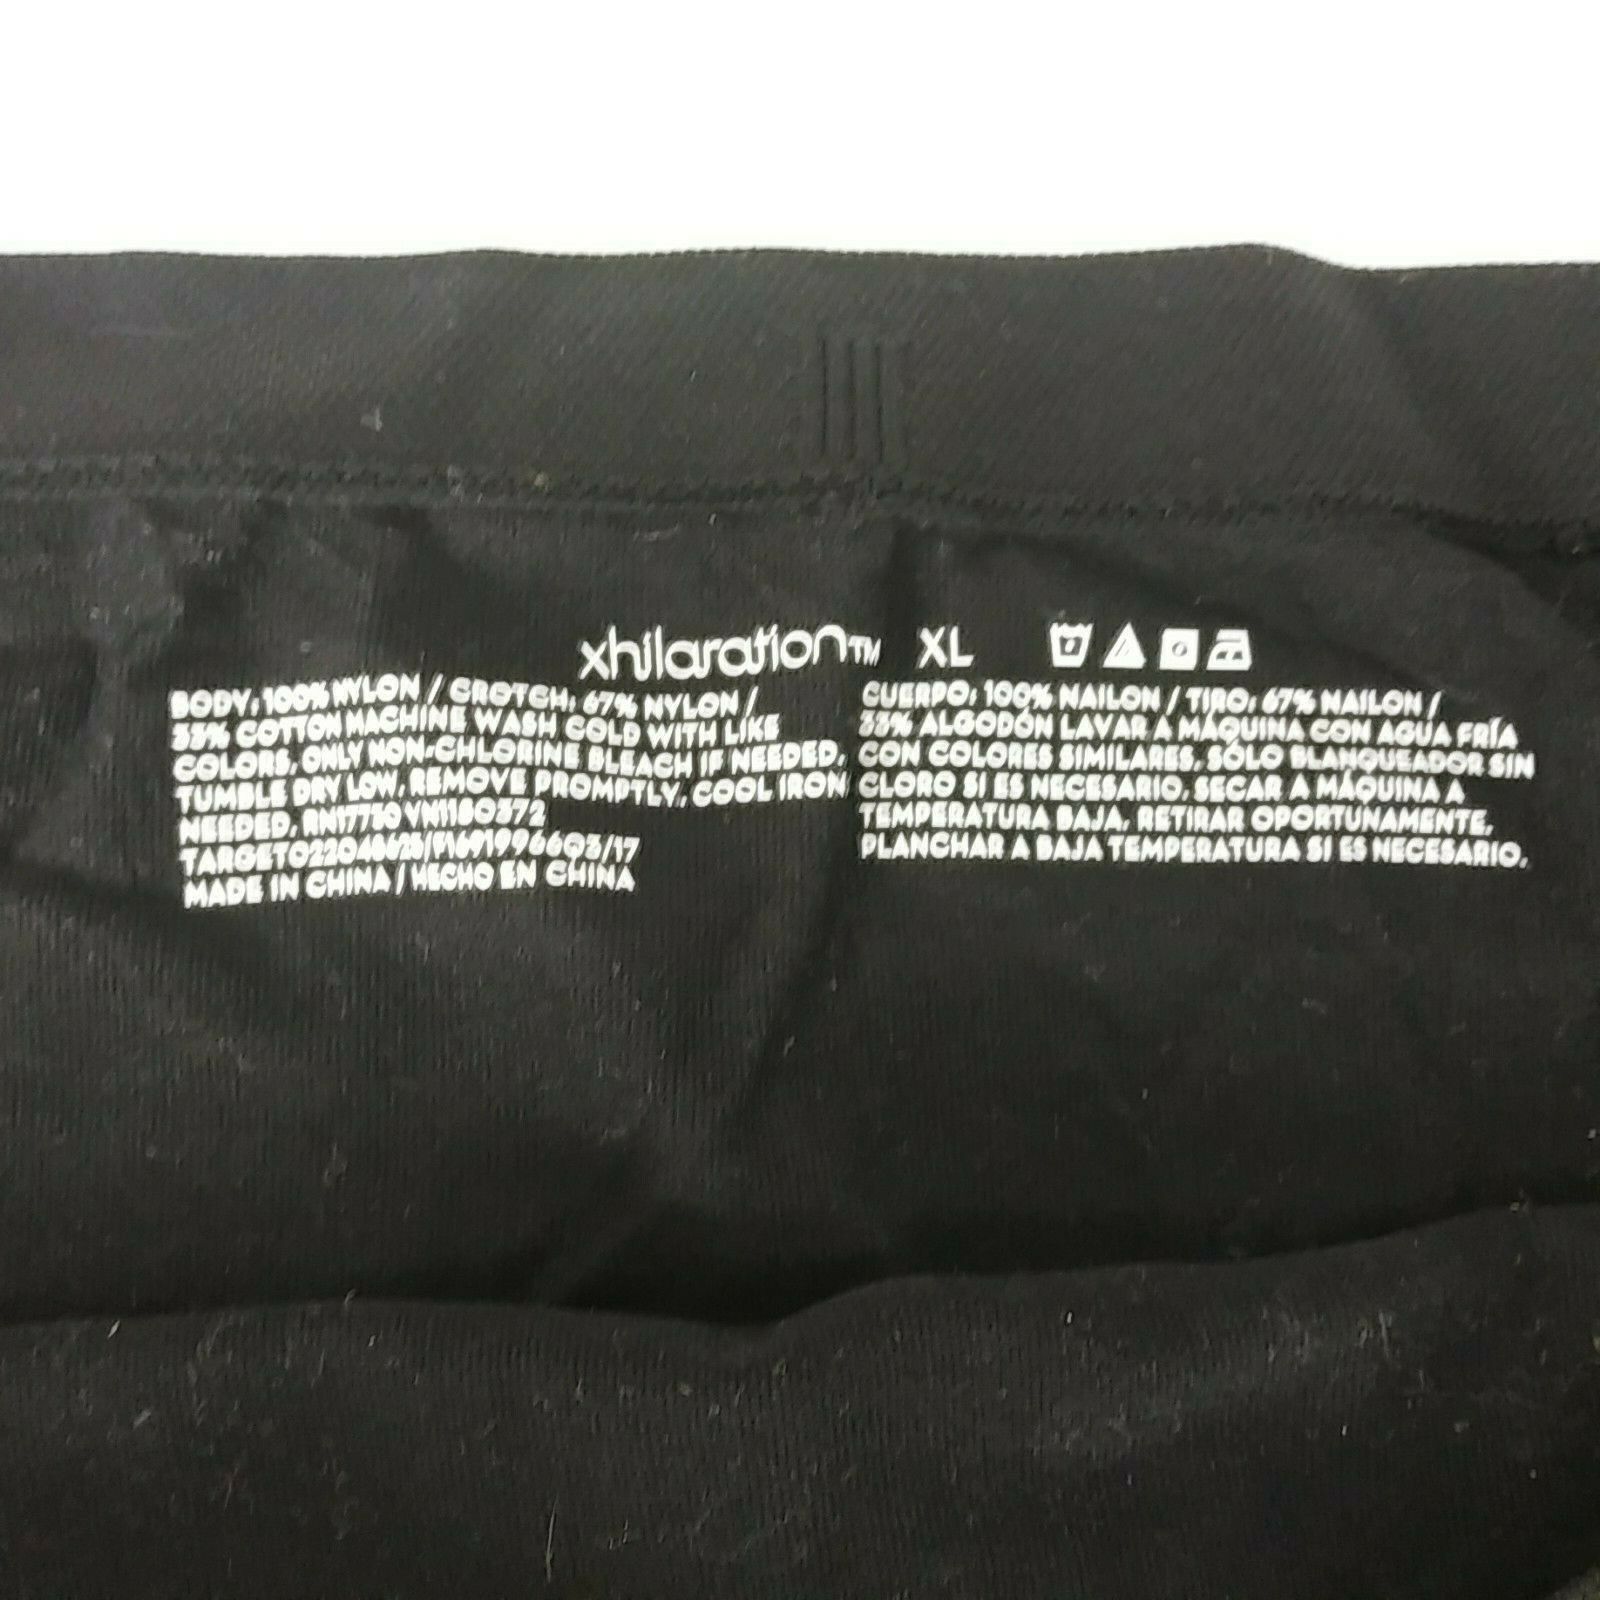 xhilaration™ XL
BODY: 100% NYLON / CROTCH: 67% NYLON /
33% COTTON MACHINE WASH COLD WITH LIKE
COLORS. ONLY NON-CHLORINE BLEACH IF NEEDED.
TUMBLE DRY LOW, REMOVE PROMPTLY. COOL IRON
NEEDED. RN17730 VN1180372
MADE IN CHINA / HECHO EN CHINA
CUERPO: 100% NAILON / TIRO: 67% NAILON /
33% ALGODÓN LAVAR A MÁQUINA CON AGUA FRÍA
CON COLORES SIMILARES. SÓLO BLANQUEADOR SIN
CLORO SI ES NECESARIO. SECAR A MÁQUINA A
TEMPERATURA BAJA, RETIRAR OPORTUNAMENTE.
PLANCHAR A BAJA TEMPERATURA SI ES NECESARIO.